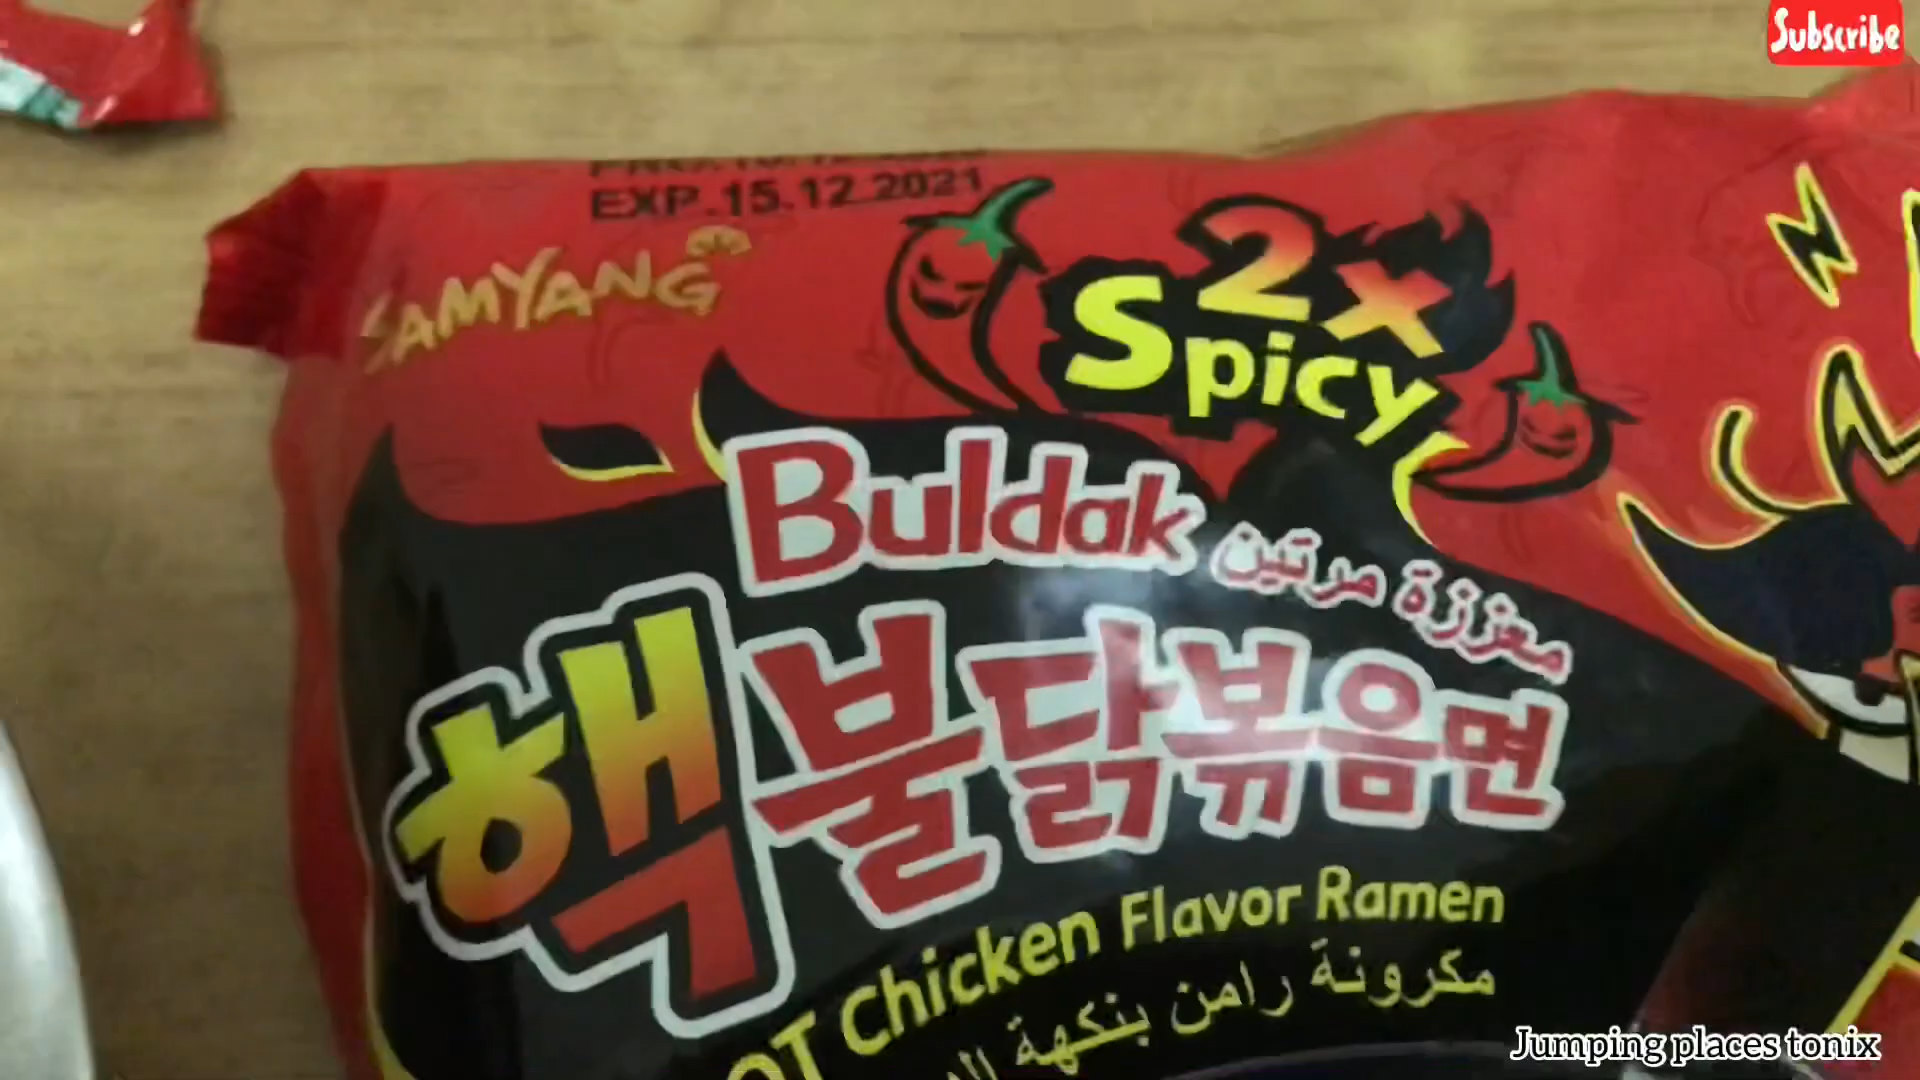 Subscribe
EXP.15.12.2021
SAMYANG
2x
Spicy
Buldak
معززة مرتين
핵불닭볶음면
Chicken Flavor Ramen
مكرونة رامن بنكهة
Jumping places tonix